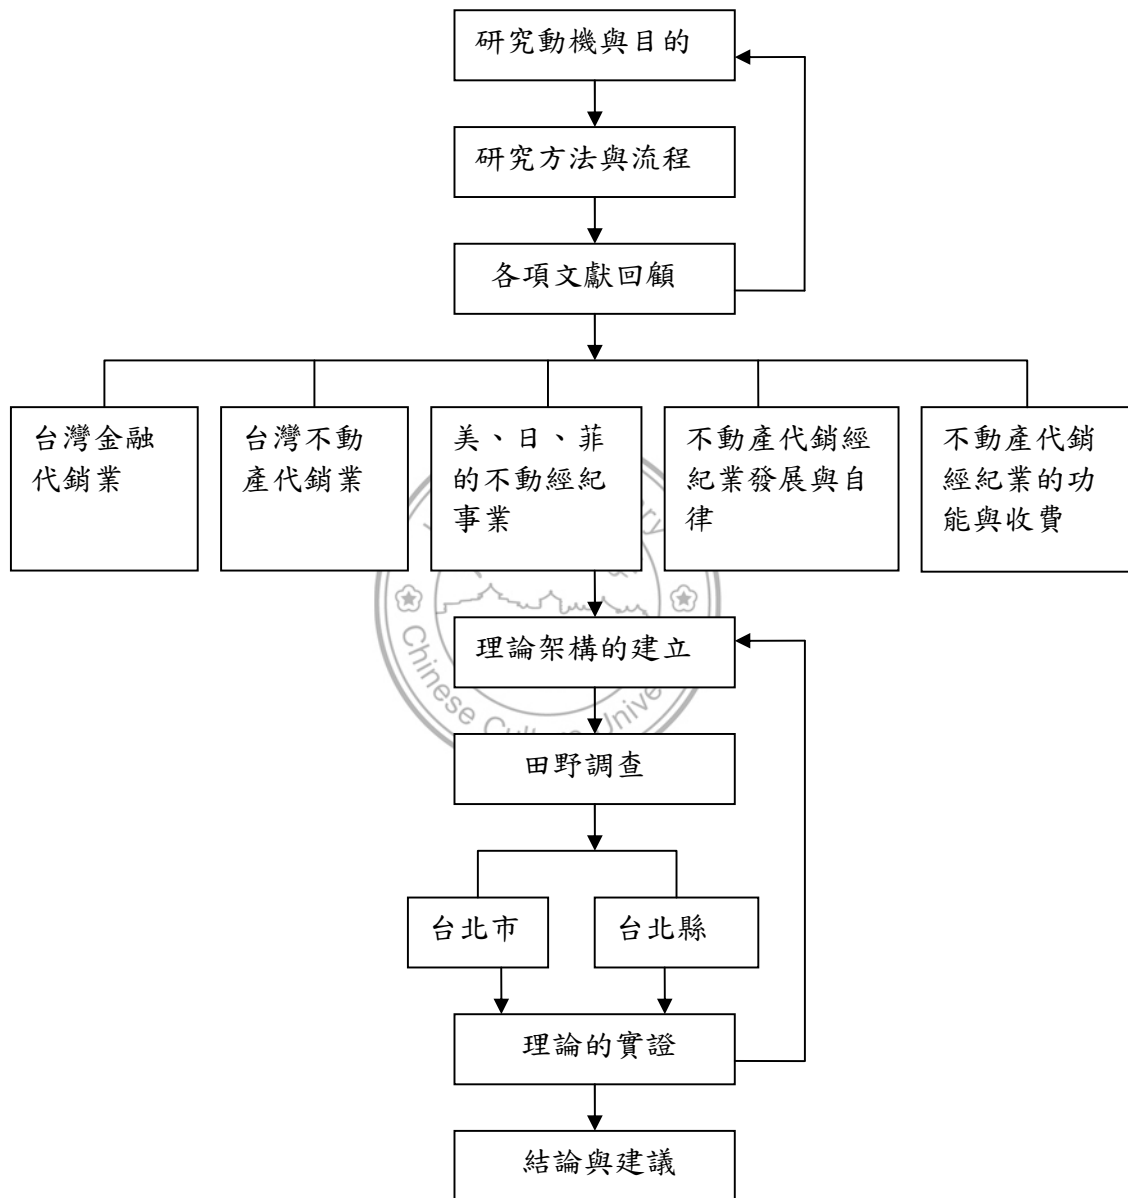 研究動機與目的
研究方法與流程
各項文獻回顧
台灣金融
代銷業
台灣不動
產代銷業
美、日、菲
的不動經紀
事業
不動產代銷經
紀業發展與自
律
不動產代銷
經紀業的功
能與收費
理論架構的建立
Chinese
田野調查
台北市
台北縣
理論的實證
結論與建議